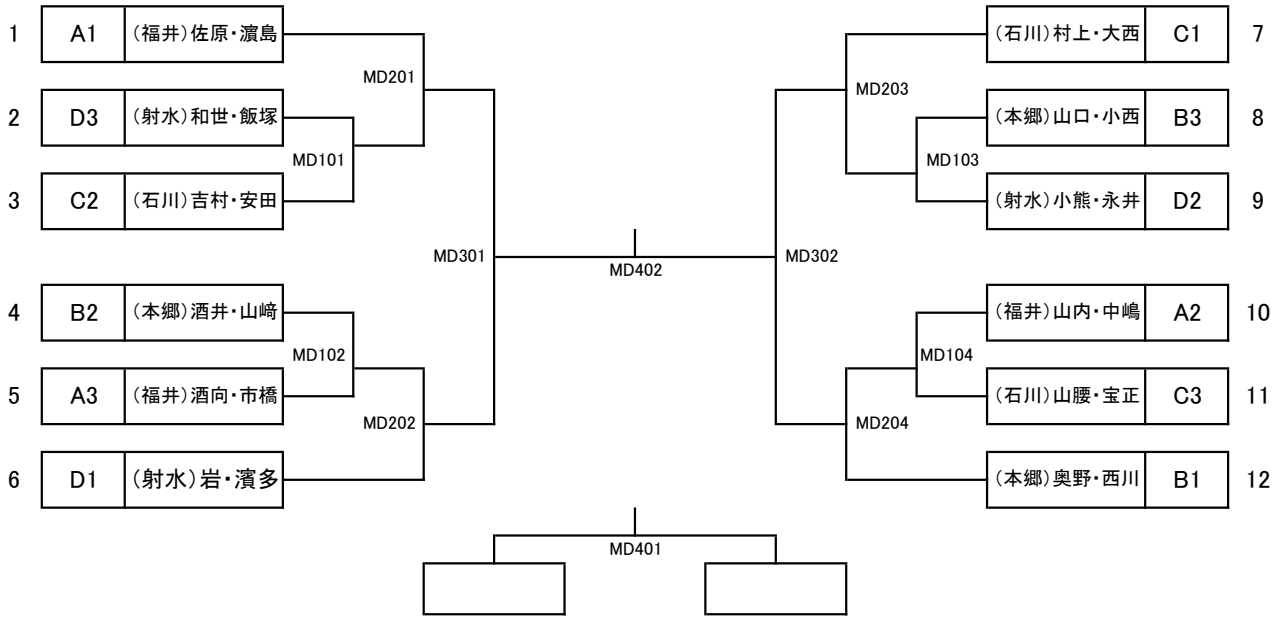 1 A1 (福井)佐原・濵島
MD201
2 D3 (射水)和世・飯塚
MD101
3 C2 (石川)吉村・安田
MD301
4 B2 (本郷)酒井・山﨑
MD102
5 A3 (福井)酒向・市橋
MD202
6 D1 (射水)岩・濱多
MD402
(石川)村上・大西 C1 7
MD203
(本郷)山口・小西 B3 8
MD103
(射水)小熊・永井 D2 9
MD302
(福井)山内・中嶋 A2 10
MD104
(石川)山腰・宝正 C3 11
MD204
(本郷)奥野・西川 B1 12
MD401